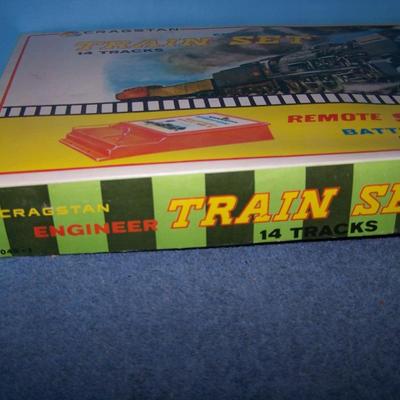 CRAGSTAN
TRAIN SET
14 TRACKS
REMOTE
BATT
CRAGSTAN
ENGINEER TRAIN SE
14 TRACKS